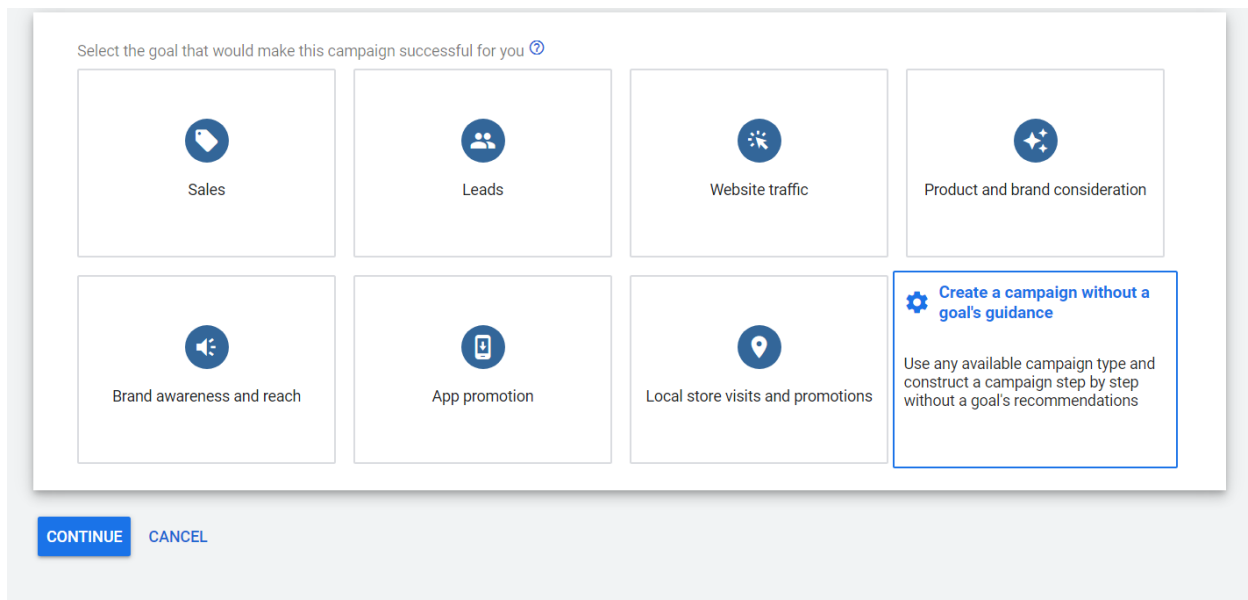 Select the goal that would make this campaign successful for you
Sales
Leads
Website traffic
Product and brand consideration
Brand awareness and reach
App promotion
Local store visits and promotions
Create a campaign without a
goal's guidance
Use any available campaign type and
construct a campaign step by step
without a goal's recommendations
CONTINUE
CANCEL